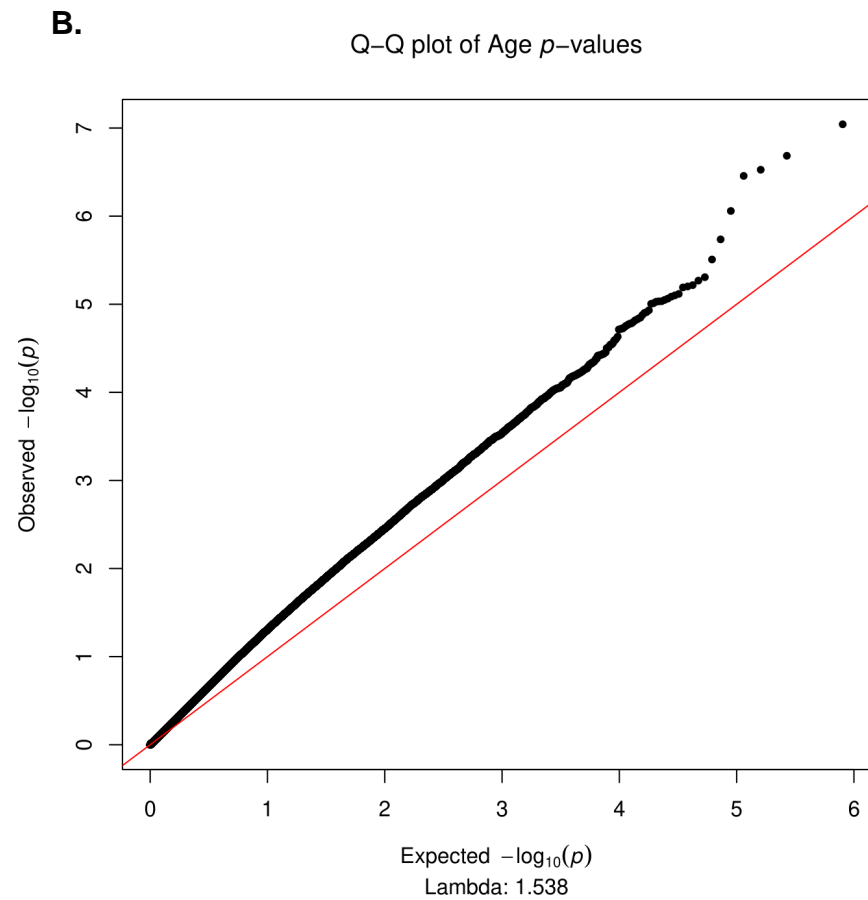 B.
Q−Q plot of Age p−values
Observed −log10(p)
7
6
5
4
3
2
1
0
0 1 2 3 4 5 6
Expected −log10(p)
Lambda: 1.538